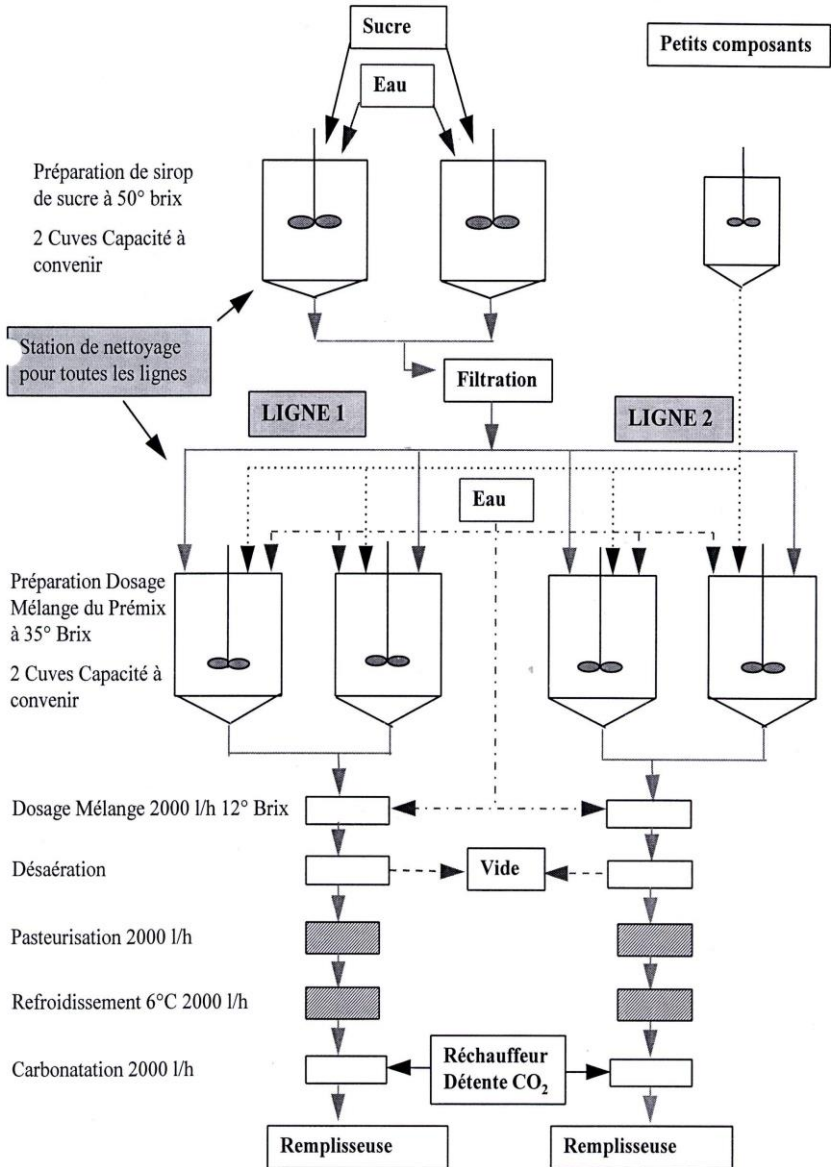 Sucre
Petits composants
Eau
Préparation de sirop
de sucre à 50° brix
2 Cuves Capacité à
convenir
Station de nettoyage
pour toutes les lignes
Filtration
LIGNE 1
LIGNE 2
Eau
Préparation Dosage
Mélange du Prémix
à 35° Brix
2 Cuves Capacité à
convenir
Dosage Mélange 2000 l/h 12° Brix
Désaération
Vide
Pasteurisation 2000 l/h
Refroidissement 6°C 2000 l/h
Carbonatation 2000 l/h
Réchauffeur
Détente CO₂
Remplisseuse
Remplisseuse